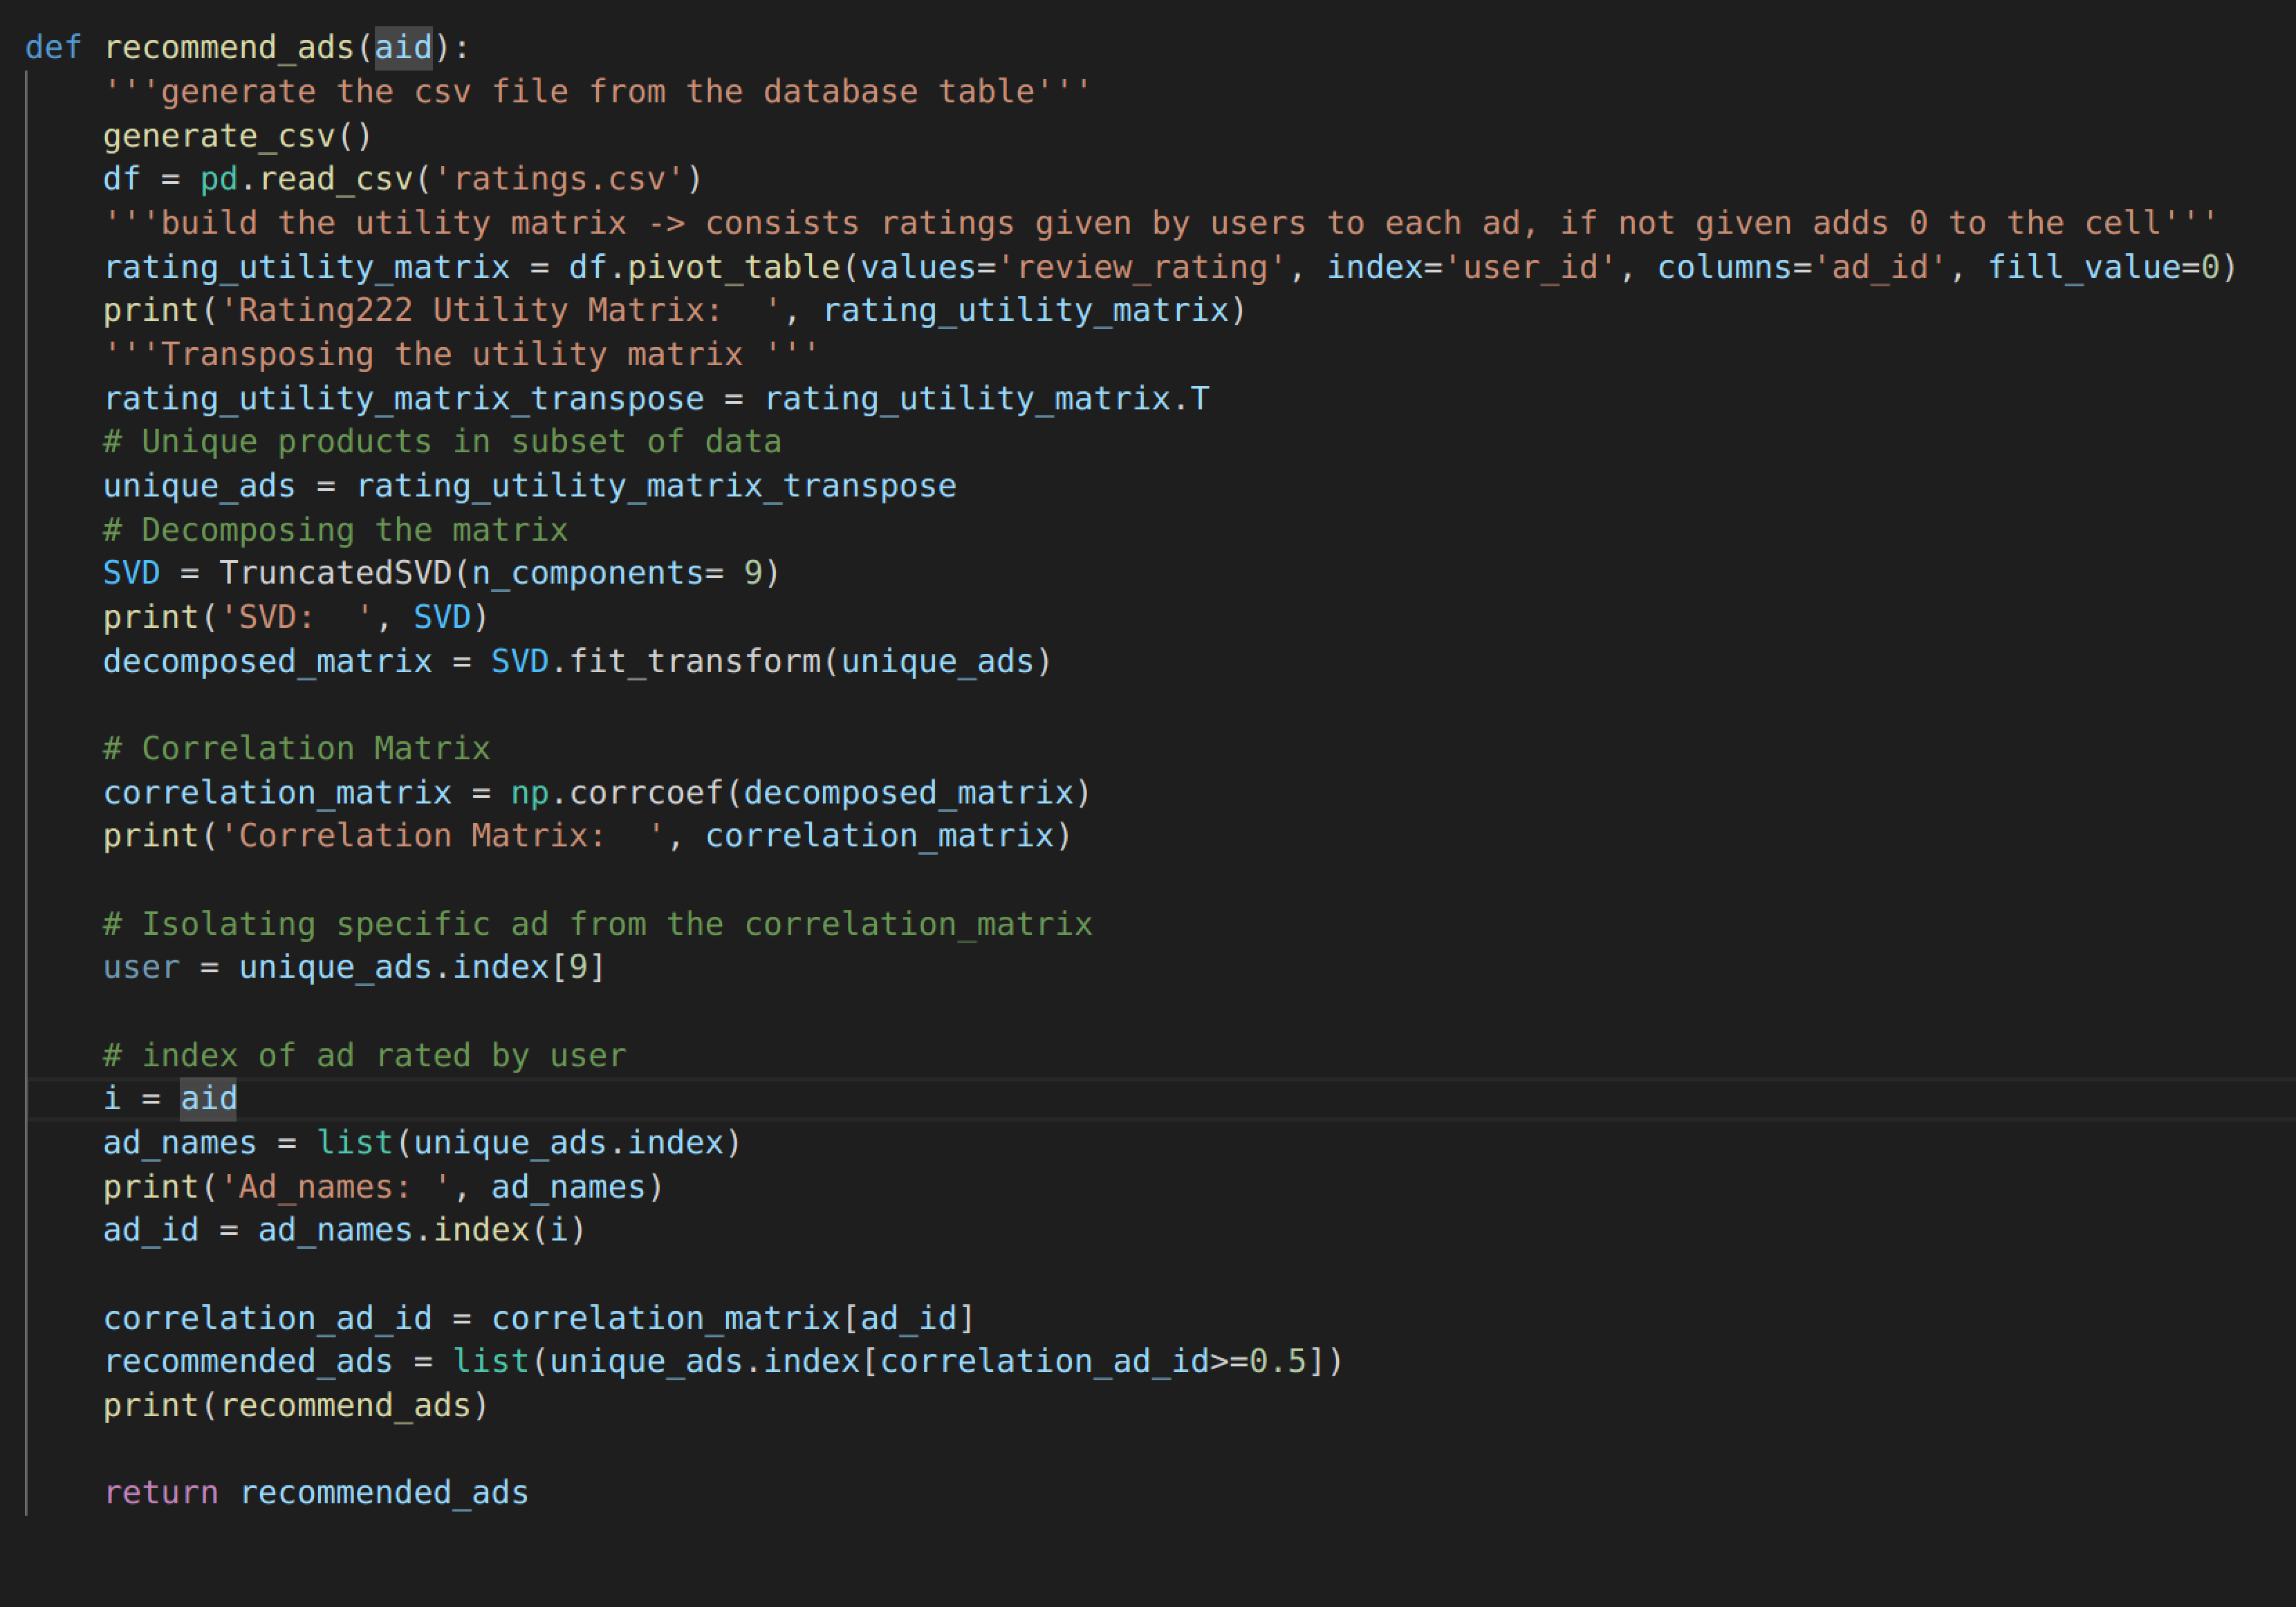 def recommend_ads(aid):
    '''generate the csv file from the database table'''
    generate_csv()
    df = pd.read_csv('ratings.csv')
    '''build the utility matrix -> consists ratings given by users to each ad, if not given adds 0 to the cell'''
    rating_utility_matrix = df.pivot_table(values='review_rating', index='user_id', columns='ad_id', fill_value=0)
    print('Rating222 Utility Matrix:  ', rating_utility_matrix)
    '''Transposing the utility matrix '''
    rating_utility_matrix_transpose = rating_utility_matrix.T
    # Unique products in subset of data
    unique_ads = rating_utility_matrix_transpose
    # Decomposing the matrix
    SVD = TruncatedSVD(n_components= 9)
    print('SVD:  ', SVD)
    decomposed_matrix = SVD.fit_transform(unique_ads)

    # Correlation Matrix
    correlation_matrix = np.corrcoef(decomposed_matrix)
    print('Correlation Matrix:  ', correlation_matrix)

    # Isolating specific ad from the correlation_matrix
    user = unique_ads.index[9]

    # index of ad rated by user
    i = aid
    ad_names = list(unique_ads.index)
    print('Ad_names: ', ad_names)
    ad_id = ad_names.index(i)

    correlation_ad_id = correlation_matrix[ad_id]
    recommended_ads = list(unique_ads.index[correlation_ad_id>=0.5])
    print(recommend_ads)

    return recommended_ads